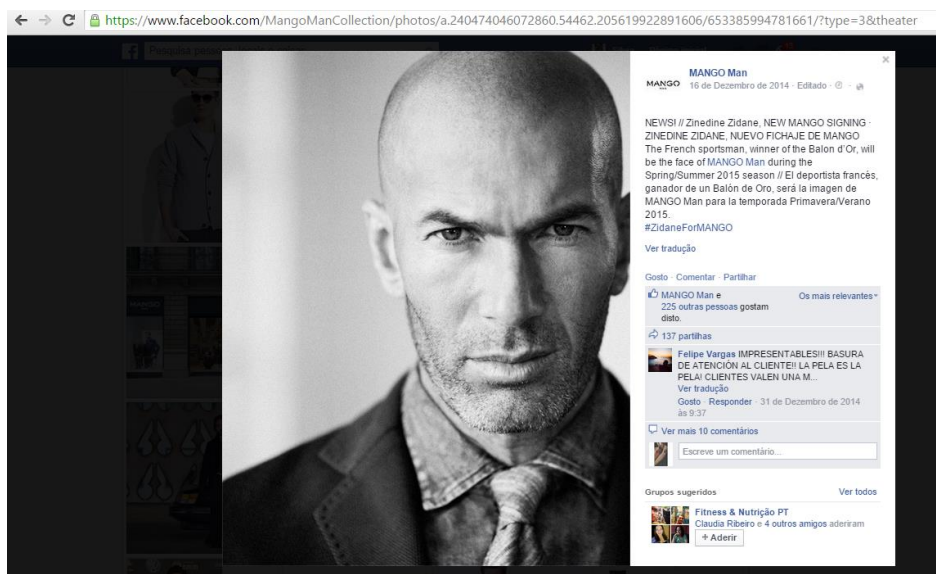 https://www.facebook.com/MangoManCollection/photos/a.240474046072860.54462.205619922891606/653385994781661/?type=3&theater
MANGO Man
MANGO
16 de Dezembro de 2014 · Editado ·
NEWS! // Zinedine Zidane, NEW MANGO SIGNING ·
ZINEDINE ZIDANE, NUEVO FICHAJE DE MANGO
The French sportsman, winner of the Balon d'Or, will
be the face of MANGO Man during the
Spring/Summer 2015 season // El deportista francés,
ganador de un Balón de Oro, será la imagen de
MANGO Man para la temporada Primavera/Verano
2015.
#ZidaneForMANGO
Ver tradução
Gosto · Comentar · Partilhar
MANGO Man e
225 outras pessoas gostam
disto.
Os mais relevantes
137 partilhas
Felipe Vargas IMPRESENTABLES!!! BASURA
DE ATENCIÓN AL CLIENTE!! LA PELA ES LA
PELA! CLIENTES VALEN UNA M...
Ver tradução
Gosto · Responder · 31 de Dezembro de 2014
às 9:37
Ver mais 10 comentários
Escreve um comentário...
Grupos sugeridos
Ver todos
Fitness & Nutrição PT
Claudia Ribeiro e 4 outros amigos aderiram
+ Aderir
MANGO